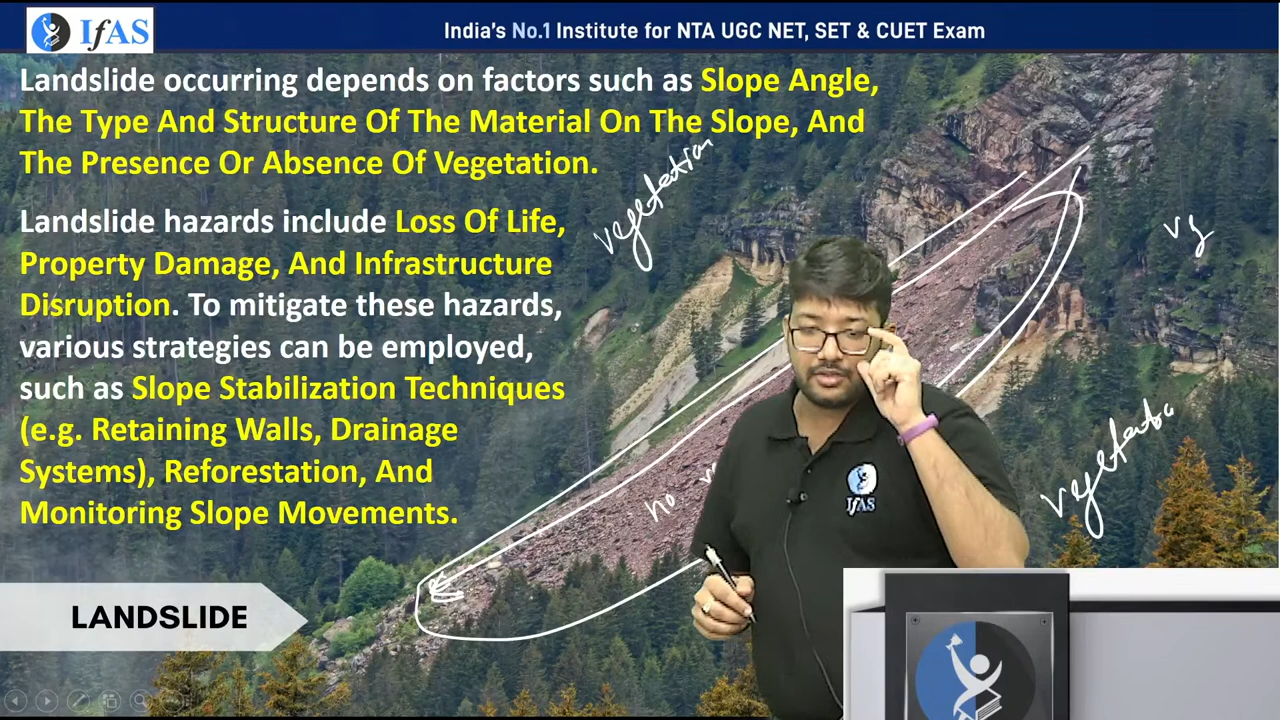 IfAS
India's No.1 Institute for NTA UGC NET, SET & CUET Exam
Landslide occurring depends on factors such as Slope Angle,
The Type And Structure Of The Material On The Slope, And
The Presence Or Absence Of Vegetation.
vegetation
Landslide hazards include Loss Of Life,
Property Damage, And Infrastructure
Disruption. To mitigate these hazards,
various strategies can be employed,
such as Slope Stabilization Techniques
(e.g. Retaining Walls, Drainage
Systems), Reforestation, And
Monitoring Slope Movements.
no
IfAS
LANDSLIDE